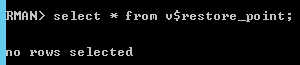 RMAN> select * from v$restore_point;
no rows selected